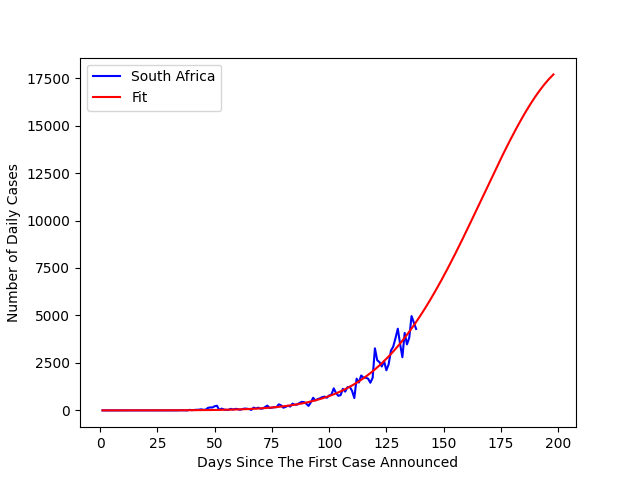 South Africa
Fit
17500
15000
12500
10000
7500
5000
2500
0
Number of Daily Cases
0 25 50 75 100 125 150 175 200
Days Since The First Case Announced